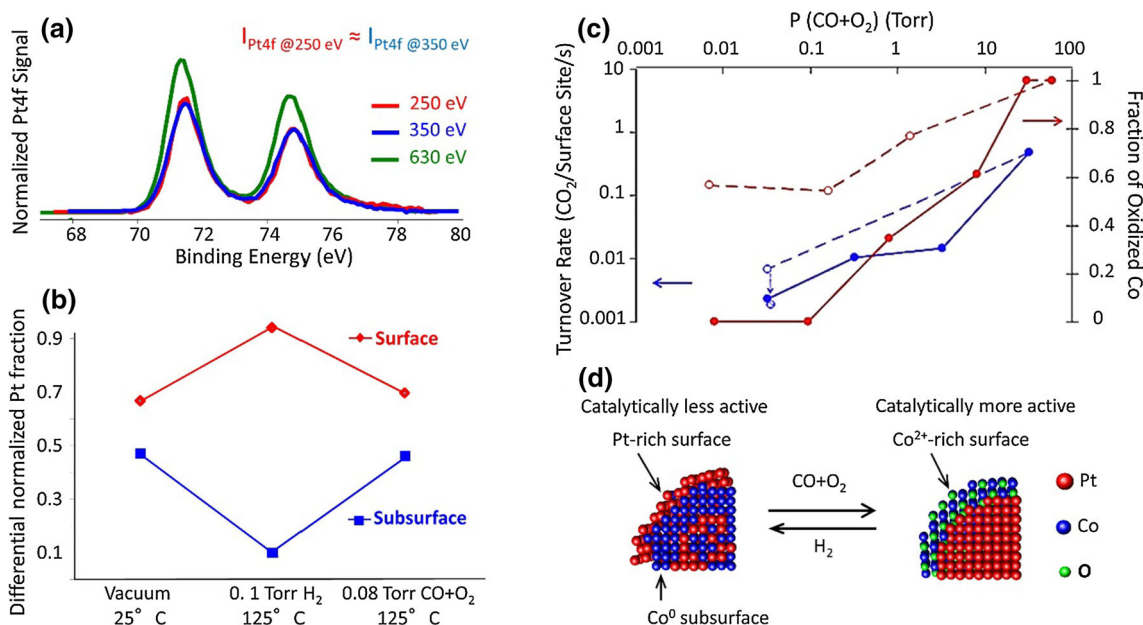 (a)
I Pt4f @250 eV ≈ I Pt4f @350 eV
250 eV
350 eV
630 eV
Normalized Pt4f Signal
68 70 72 74 76 78 80
Binding Energy (eV)
(b)
Differential normalized Pt fraction
0.9
0.7
0.5
0.3
0.1
Surface
Subsurface
Vacuum 0.1 Torr H₂ 0.08 Torr CO+O₂
25° C 125° C 125° C
(c)
P (CO+O₂) (Torr)
0.001 0.01 0.1 1 10 100
Turnover Rate (CO₂/Surface Site/s)
10
1
0.1
0.01
0.001
1
0.8
0.6
0.4
0.2
0
Fraction of Oxidized Co
(d)
Catalytically less active
Pt-rich surface
Co⁰ subsurface
CO+O₂
H₂
Catalytically more active
Co²⁺-rich surface
Pt
Co
O